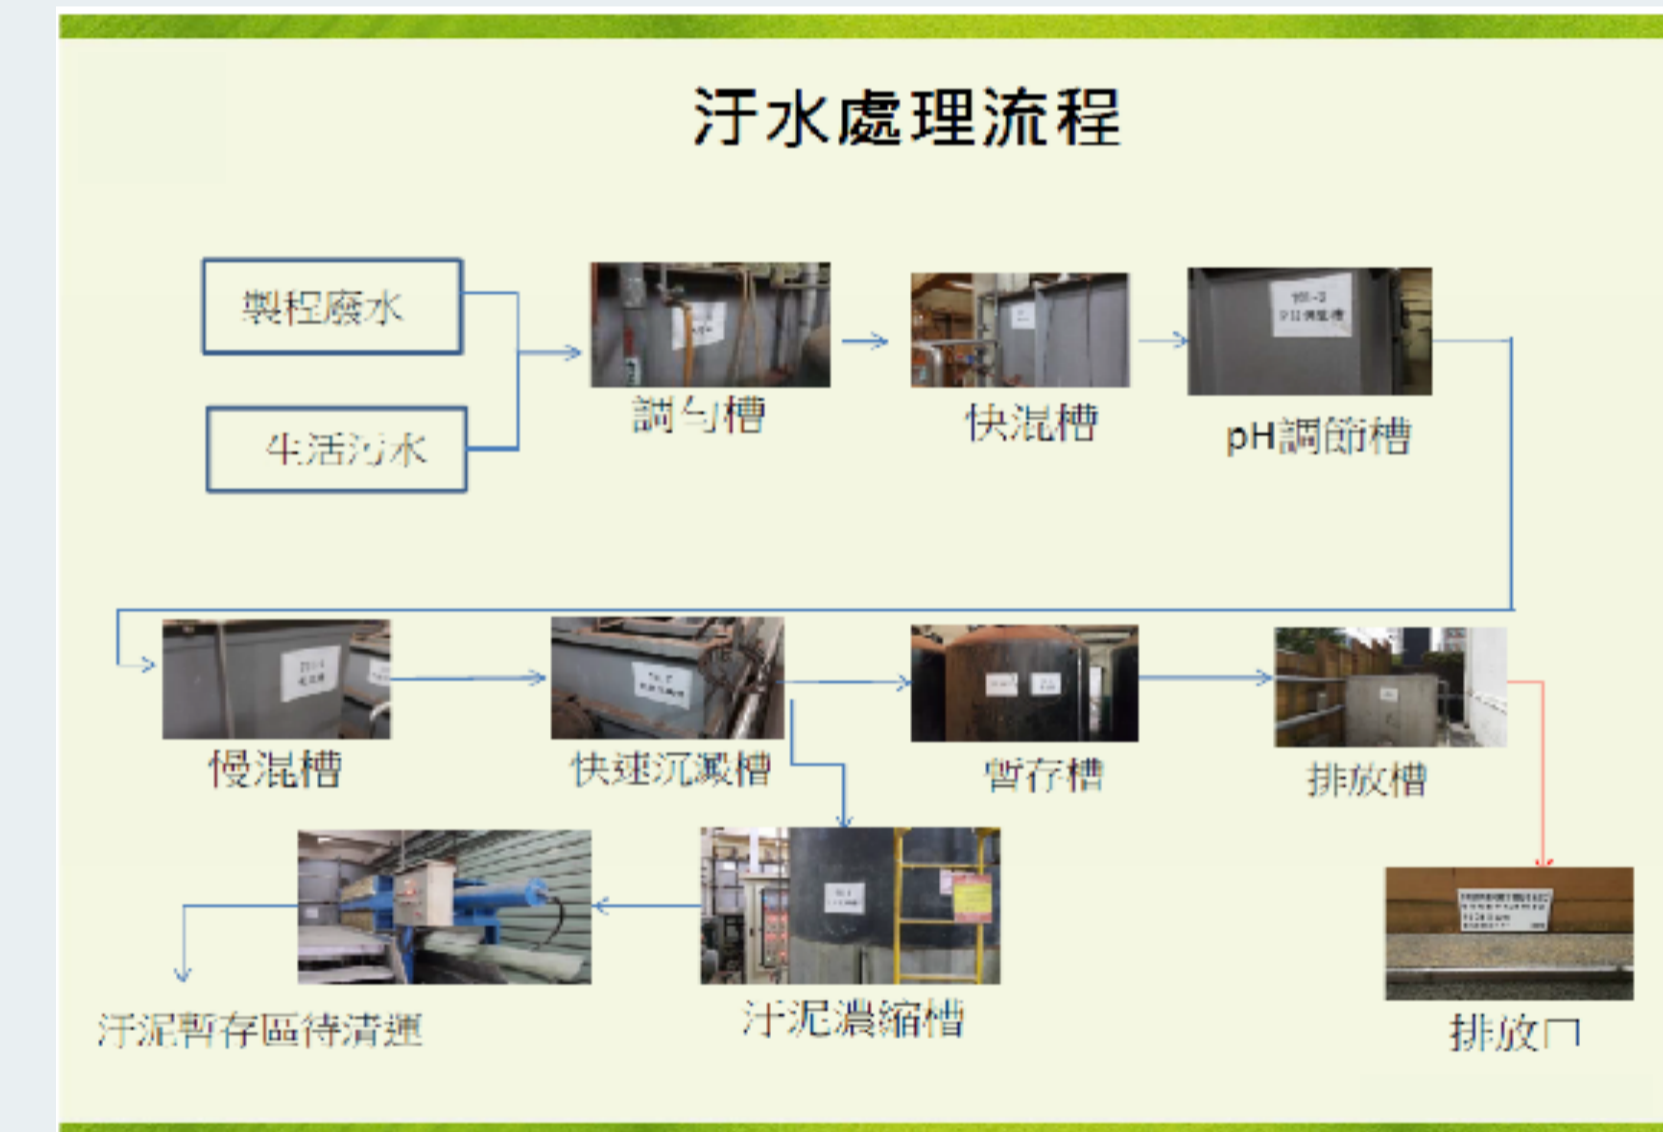 汙水處理流程
製程廢水
生活污水
調勻槽
快混槽
pH調節槽
慢混槽
快速沉澱槽
暫存槽
排放槽
汙泥暫存區待清運
汙泥濃縮槽
排放口